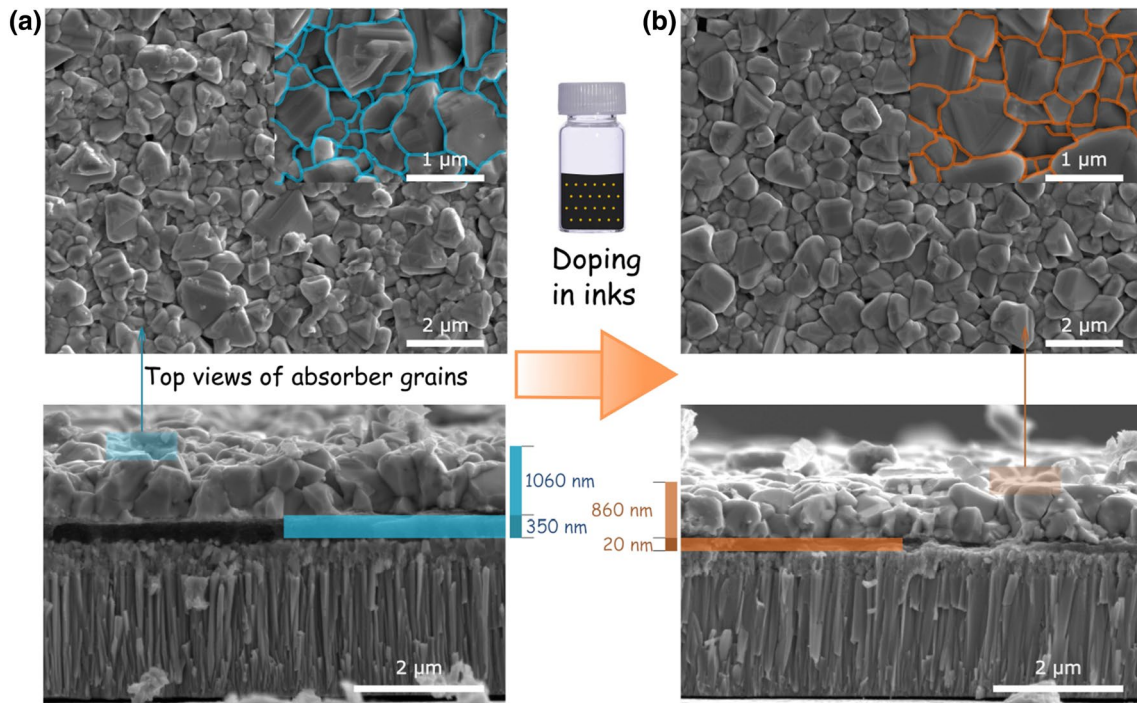 (a)
1 µm
2 µm
Doping
in inks
(b)
1 µm
2 µm
Top views of absorber grains
1060 nm
350 nm
2 µm
860 nm
20 nm
2 µm